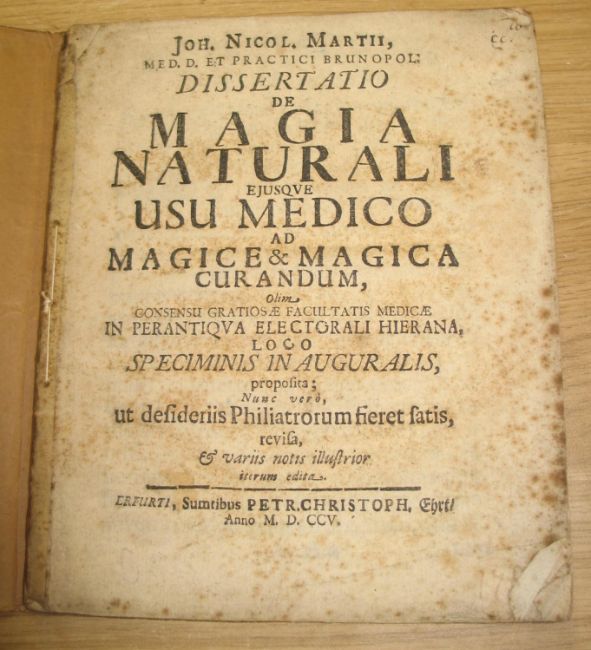 JOH. NICOL. MARTII,
MED. D. ET PRACTICI BRUNOPOL:
DISSERTATIO
DE
MAGIA
NATURALI
EJUSQVE
USU MEDICO
AD
MAGICE & MAGICA
CURANDUM,
Olim
CONSENSU GRATIOSÆ FACULTATIS MEDICÆ
IN PERANTIQVA ELECTORALI HIERANA,
LOCO
SPECIMINIS INAUGURALIS,
proposita;
Nunc verò,
ut desideriis Philiatrorum fieret satis,
revisa,
& variis notis illustrior
iterum edita.
ERFURTI, Sumtibus PETR. CHRISTOPH. Ehrt/
Anno M. D. CCV.